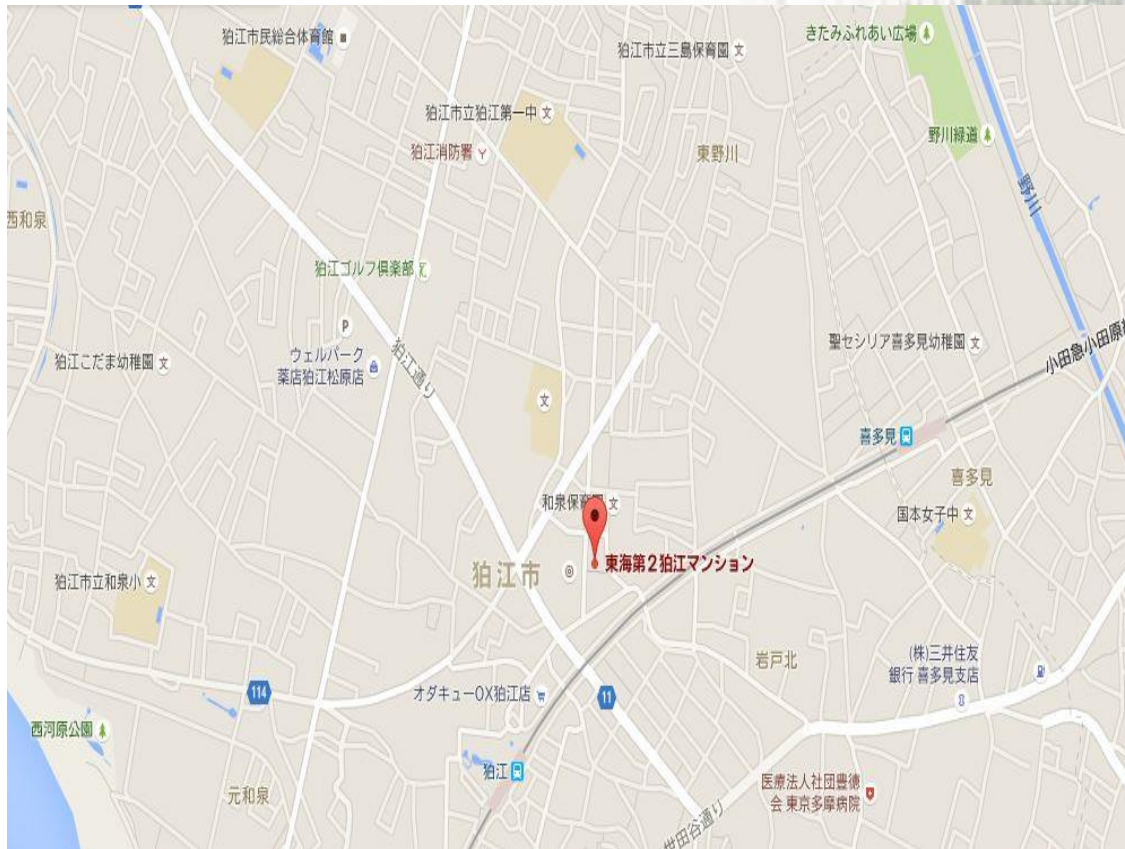 狛江市民総合体育館
狛江市立三島保育園
きたみふれあい広場
狛江市立狛江第一中
狛江消防署
東野川
野川緑道
野川
西和泉
狛江ゴルフ倶楽部
P
ウェルパーク
薬店狛江松原店
狛江通り
狛江こだま幼稚園
聖セシリア喜多見幼稚園
小田急小田原線
文
喜多見
喜多見
国本女子中
和泉保育園
東海第2狛江マンション
狛江市
狛江市立和泉小
岩戸北
(株)三井住友
銀行 喜多見支店
114
オダキューOX狛江店
11
西河原公園
狛江
元和泉
医療法人社団豊徳
会 東京多摩病院
世田谷通り